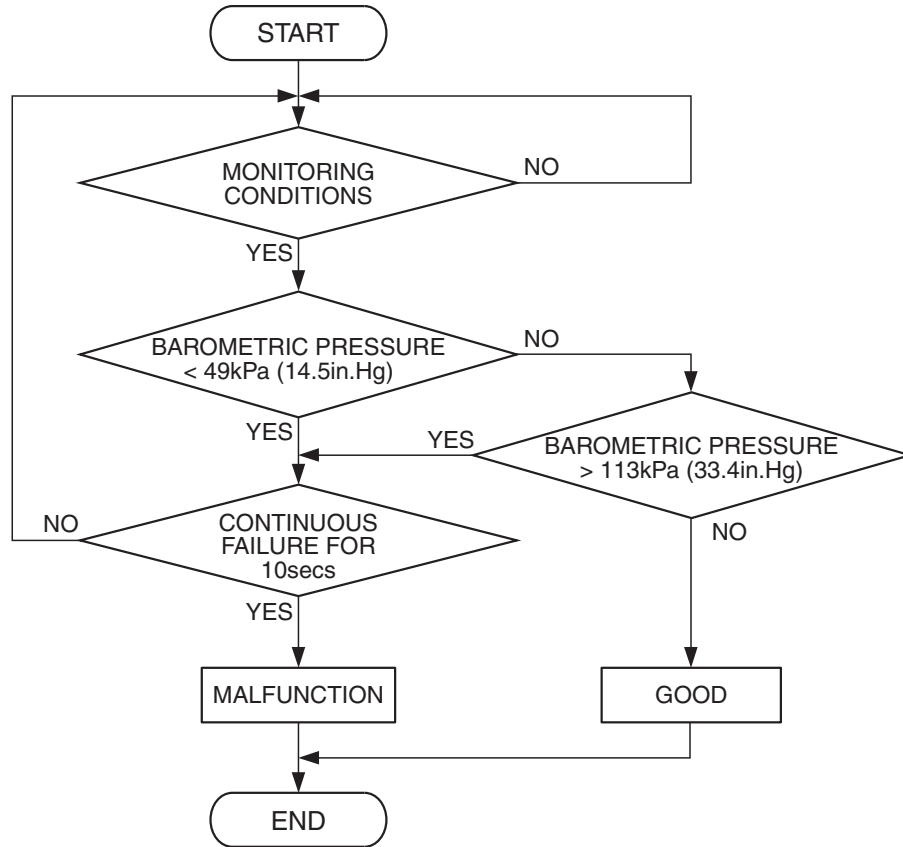 START
MONITORING
CONDITIONS
NO
YES
BAROMETRIC PRESSURE
< 49kPa (14.5in.Hg)
NO
YES
BAROMETRIC PRESSURE
> 113kPa (33.4in.Hg)
YES
NO
CONTINUOUS
FAILURE FOR
10secs
NO
YES
MALFUNCTION
GOOD
END